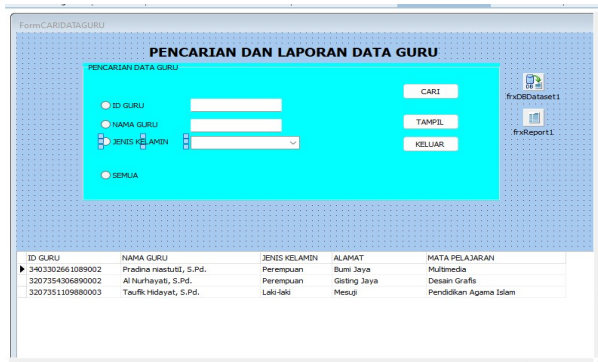 FormCARIDATAGURU
PENCARIAN DAN LAPORAN DATA GURU
PENCARIAN DATA GURU
CARI
ID GURU
frxDBDataset1
NAMA GURU
TAMPIL
frxReport1
JENIS KELAMIN
KELUAR
SEMUA
ID GURU NAMA GURU JENIS KELAMIN ALAMAT MATA PELAJARAN
3403302661089002 Pradina niastutiI, S.Pd. Perempuan Bumi Jaya Multimedia
3207354306890002 Al Nurhayati, S.Pd. Perempuan Gisting Jaya Desain Grafis
3207351109880003 Taufik Hidayat, S.Pd. Laki-laki Mesuji Pendidikan Agama Islam